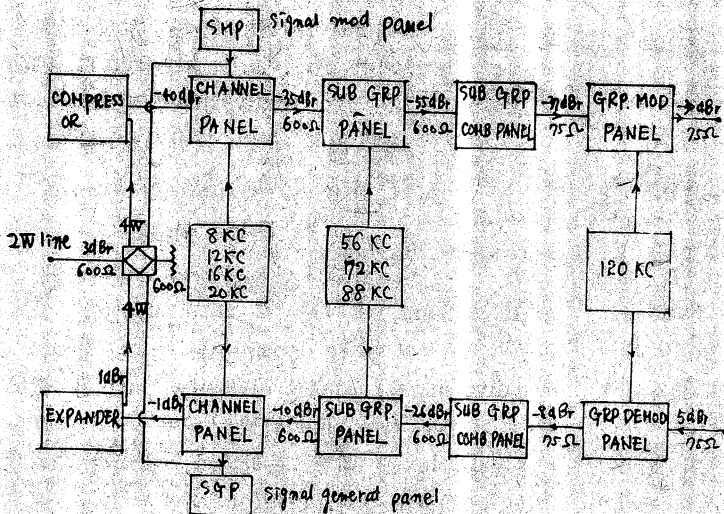 SMP
Signal mod panel
COMPRESS
OR
-40dBr
CHANNEL
PANEL
-35dBr
600Ω
SUB GRP
PANEL
-55dBr
600Ω
SUB GRP
COMB PANEL
-37dBr
75Ω
GRP. MOD
PANEL
dBr
75Ω
4W
2W line
3dBr
600Ω
600Ω
4W
8 KC
12 KC
16 KC
20 KC
56 KC
72 KC
88 KC
120 KC
1dBr
EXPANDER
-1dBr
CHANNEL
PANEL
-10dBr
600Ω
SUB GRP.
PANEL
-26dBr
600Ω
SUB GRP
COMB PANEL
-8dBr
75Ω
GRP DEMOD
PANEL
5dBr
75Ω
SGP
Signal general panel